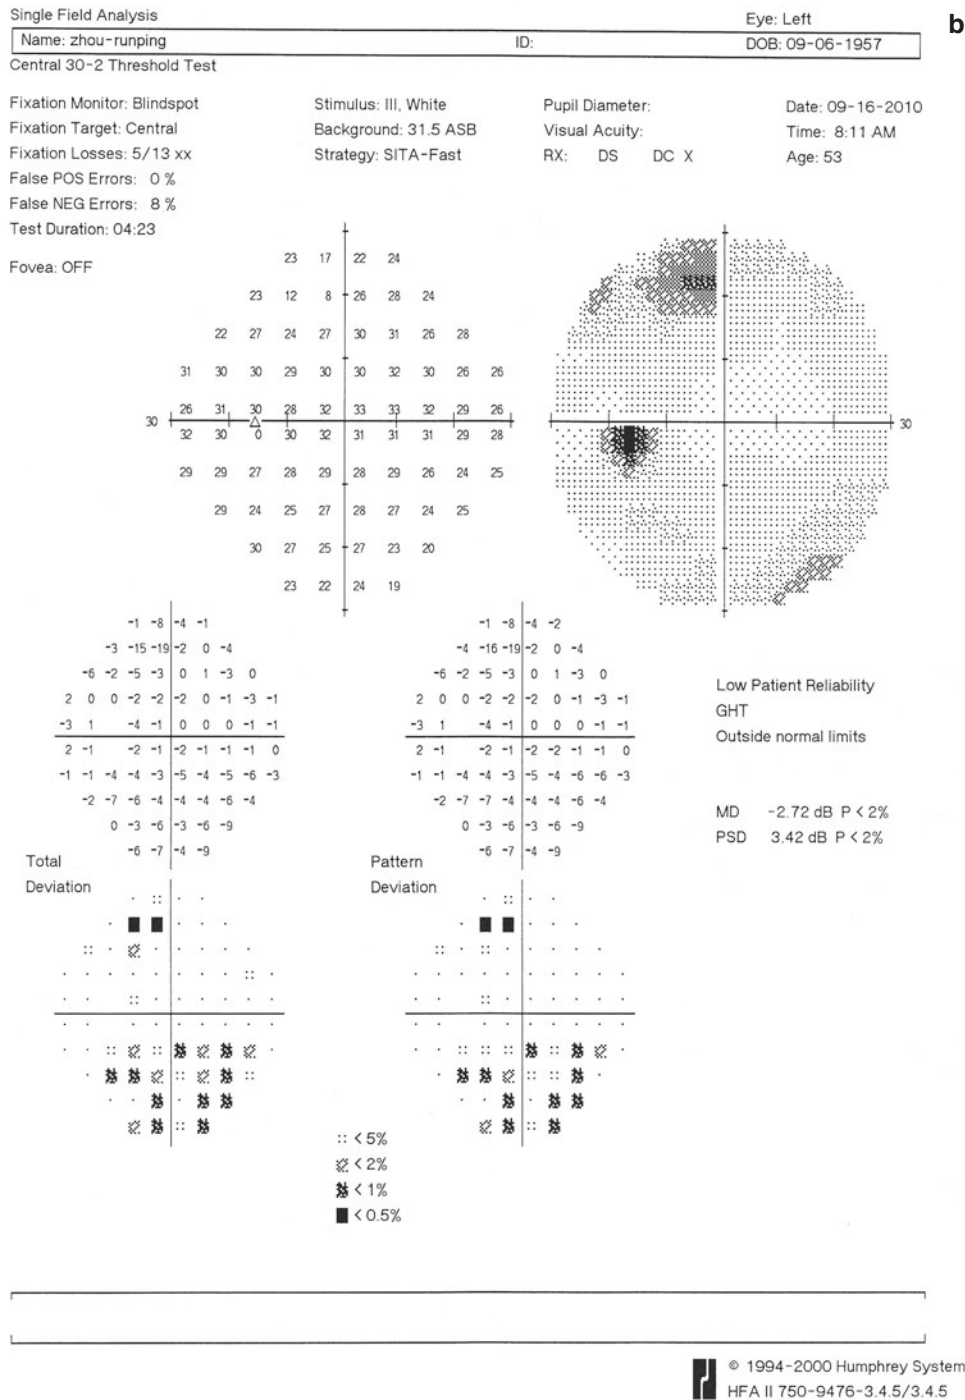 Single Field Analysis Eye: Left b
Name: zhou-runping ID: DOB: 09-06-1957
Central 30-2 Threshold Test
Fixation Monitor: Blindspot Stimulus: III, White Pupil Diameter: Date: 09-16-2010
Fixation Target: Central Background: 31.5 ASB Visual Acuity: Time: 8:11 AM
Fixation Losses: 5/13 xx Strategy: SITA-Fast RX: DS DC X Age: 53
False POS Errors: 0 %
False NEG Errors: 8 %
Test Duration: 04:23
Fovea: OFF
23 17 22 24
23 12 8 26 28 24
22 27 24 27 30 31 26 28
31 30 30 29 30 30 32 30 26 26
26 31 30 28 32 33 33 32 29 26
30 30
32 30 0 30 32 31 31 31 29 28
29 29 27 28 29 28 29 26 24 25
29 24 25 27 28 27 24 25
30 27 25 27 23 20
23 22 24 19
-1 -8 -4 -1 -1 -8 -4 -2
-3 -15 -19 -2 0 -4 -4 -16 -19 -2 0 -4
-6 -2 -5 -3 0 1 -3 0 -6 -2 -5 -3 0 1 -3 0
2 0 0 -2 -2 -2 0 -1 -3 -1 2 0 0 -2 -2 -2 0 -1 -3 -1
-3 1 -4 -1 0 0 0 -1 -1 -3 1 -4 -1 0 0 0 -1 -1
2 -1 -2 -1 -2 -1 -1 -1 0 2 -1 -2 -1 -2 -2 -1 -1 0
-1 -1 -4 -4 -3 -5 -4 -5 -6 -3 -1 -1 -4 -4 -3 -5 -4 -6 -6 -3
-2 -7 -6 -4 -4 -4 -6 -4 -2 -7 -7 -4 -4 -4 -6 -4
0 -3 -6 -3 -6 -9 0 -3 -6 -3 -6 -9
-6 -7 -4 -9 -6 -7 -4 -9
Low Patient Reliability
GHT
Outside normal limits
MD -2.72 dB P < 2%
PSD 3.42 dB P < 2%
Total Deviation
Pattern Deviation
< 5%
< 2%
< 1%
< 0.5%
© 1994-2000 Humphrey System
HFA II 750-9476-3.4.5/3.4.5